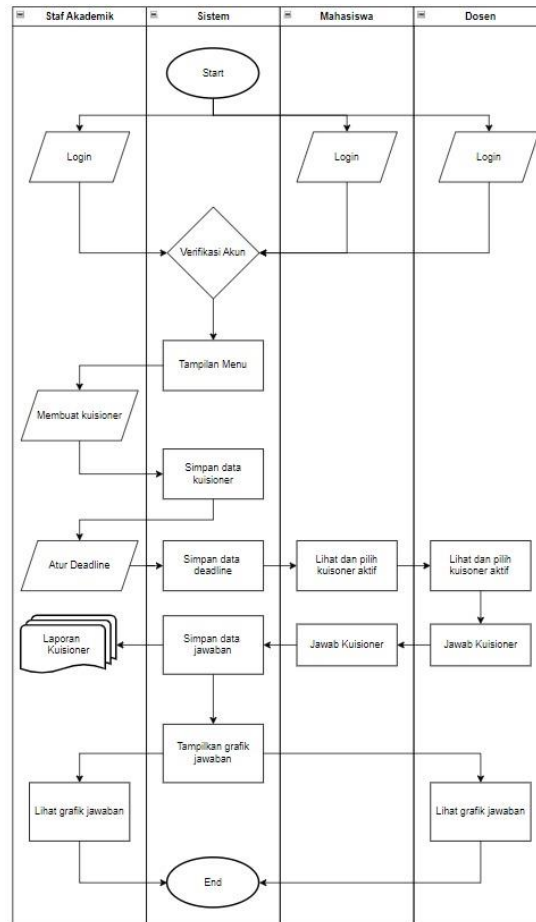 Staf Akademik
Sistem
Mahasiswa
Dosen
Start
Login
Login
Login
Verifikasi Akun
Tampilan Menu
Membuat kuisioner
Simpan data
kuisioner
Atur Deadline
Simpan data
deadline
Lihat dan pilih
kuisoner aktif
Lihat dan pilih
kuisoner aktif
Laporan
Kuisioner
Simpan data
jawaban
Jawab Kuisioner
Jawab Kuisioner
Tampilkan grafik
jawaban
Lihat grafik jawaban
Lihat grafik jawaban
End